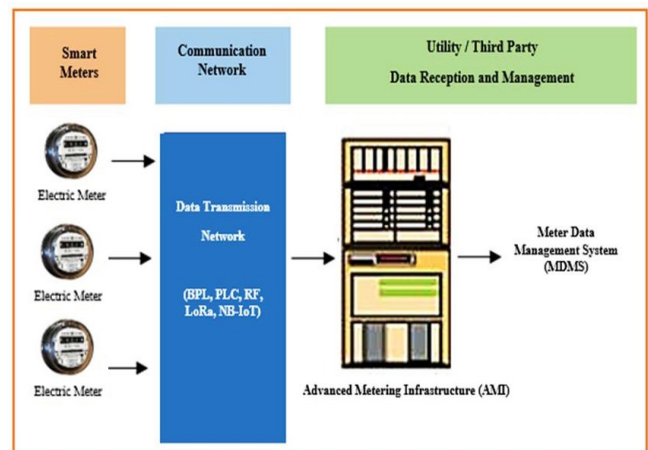 Smart
Meters
Communication
Network
Utility / Third Party
Data Reception and Management
Electric Meter
Electric Meter
Electric Meter
Data Transmission
Network
(BPL, PLC, RF,
LoRa, NB-IoT)
Advanced Metering Infrastructure (AMI)
Meter Data
Management System
(MDMS)